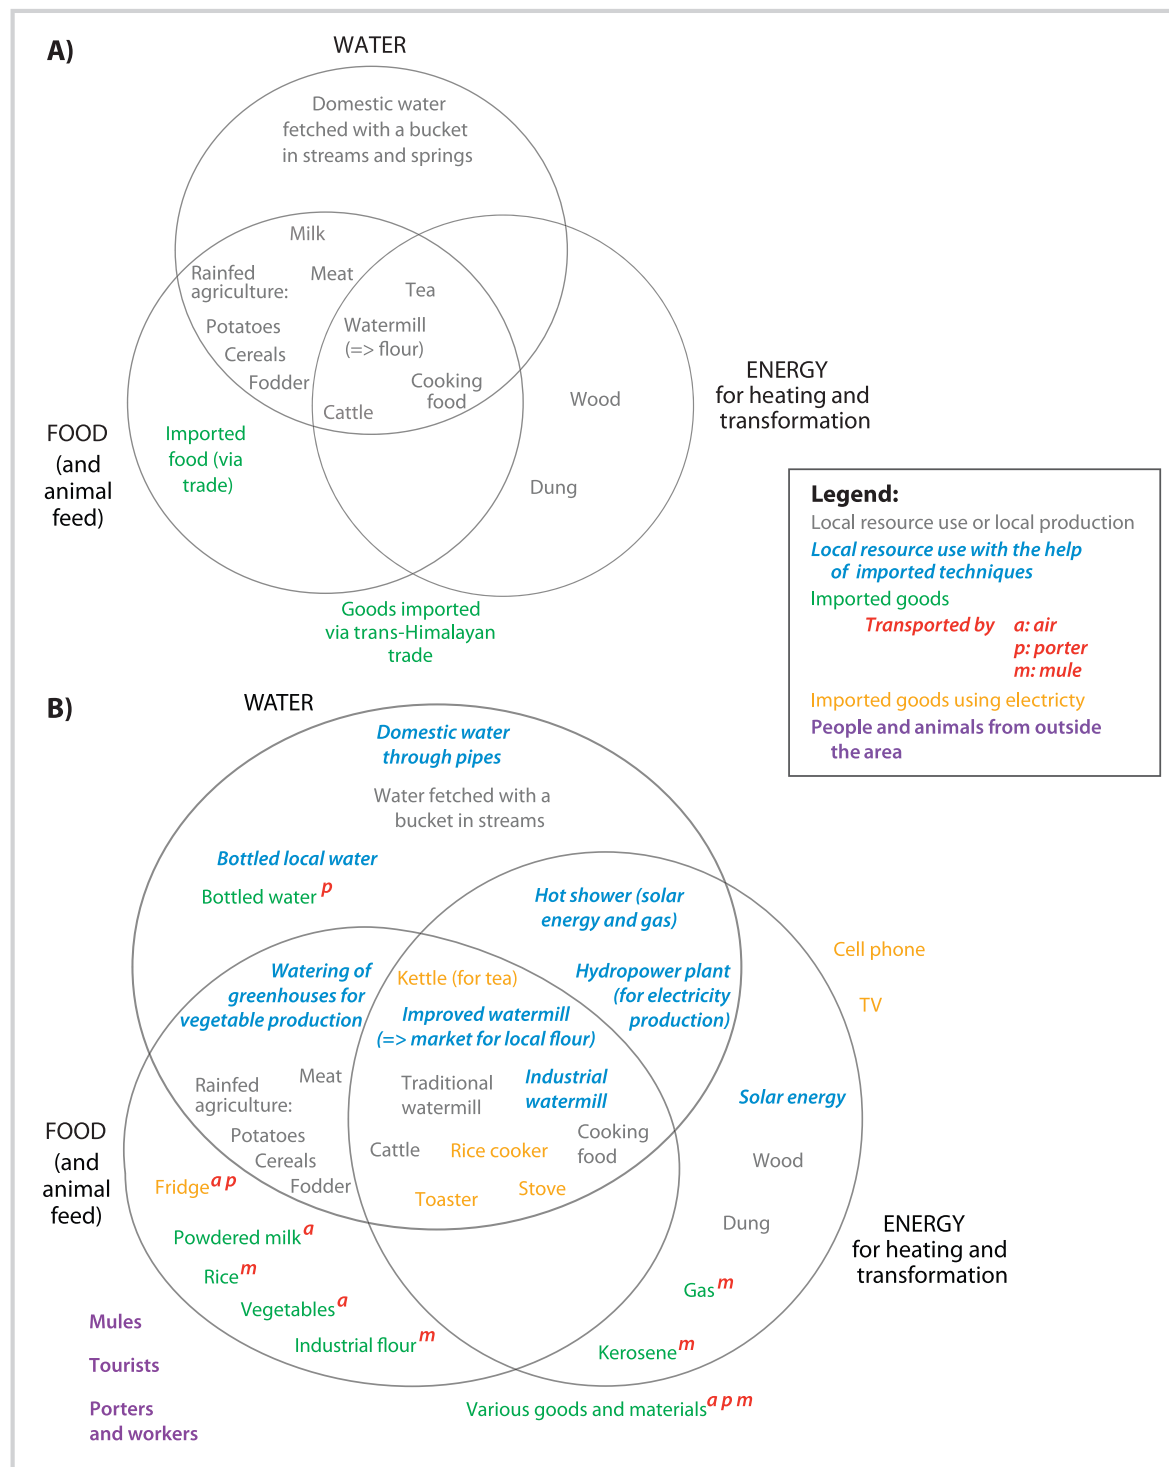 A)
WATER
Domestic water
fetched with a bucket
in streams and springs
Milk
Rainfed
agriculture:
Meat
Tea
Potatoes
Cereals
Fodder
Watermill
(=> flour)
Cooking
food
Cattle
Wood
Dung
ENERGY
for heating and
transformation
FOOD
(and
animal
feed)
Imported
food (via
trade)
Goods imported
via trans-Himalayan
trade
Legend:
Local resource use or local production
Local resource use with the help
of imported techniques
Imported goods
Transported by a: air
p: porter
m: mule
Imported goods using electricty
People and animals from outside
the area
B)
WATER
Domestic water
through pipes
Water fetched with a
bucket in streams
Bottled local water
Bottled water p
Hot shower (solar
energy and gas)
Watering of
greenhouses for
vegetable production
Kettle (for tea)
Hydropower plant
(for electricity
production)
Improved watermill
(=> market for local flour)
Cell phone
TV
Rainfed
agriculture:
Meat
Traditional
watermill
Industrial
watermill
Solar energy
Potatoes
Cereals
Fodder
Cattle
Rice cooker
Cooking
food
Toaster
Stove
Wood
Dung
FOOD
(and
animal
feed)
Fridge a p
Powdered milk a
Rice m
Vegetables a
Industrial flour m
Gas m
Kerosene m
ENERGY
for heating and
transformation
Mules
Tourists
Porters
and workers
Various goods and materials a p m